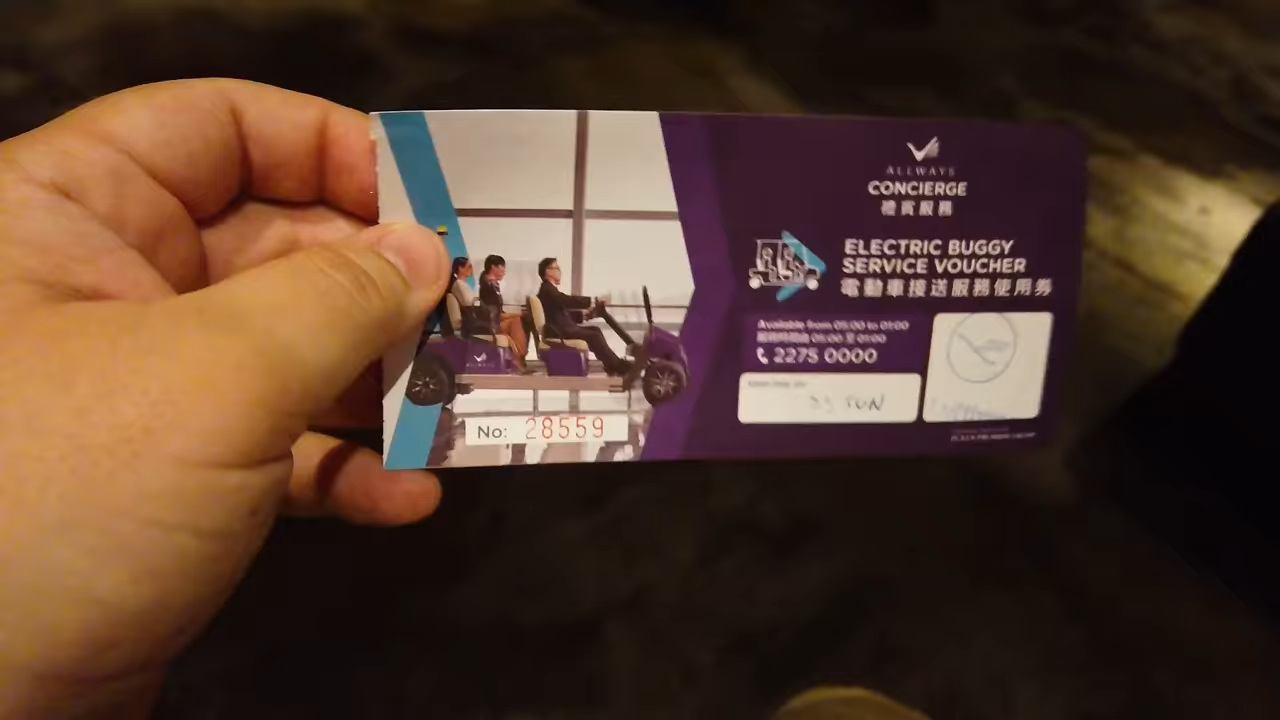 ALLWAYS
CONCIERGE
禮賓服務
ELECTRIC BUGGY
SERVICE VOUCHER
電動車接送服務使用券
Available from 05:00 to 01:00
服務時間由 05:00 至 01:00
2275 0000
JUN
No: 28559